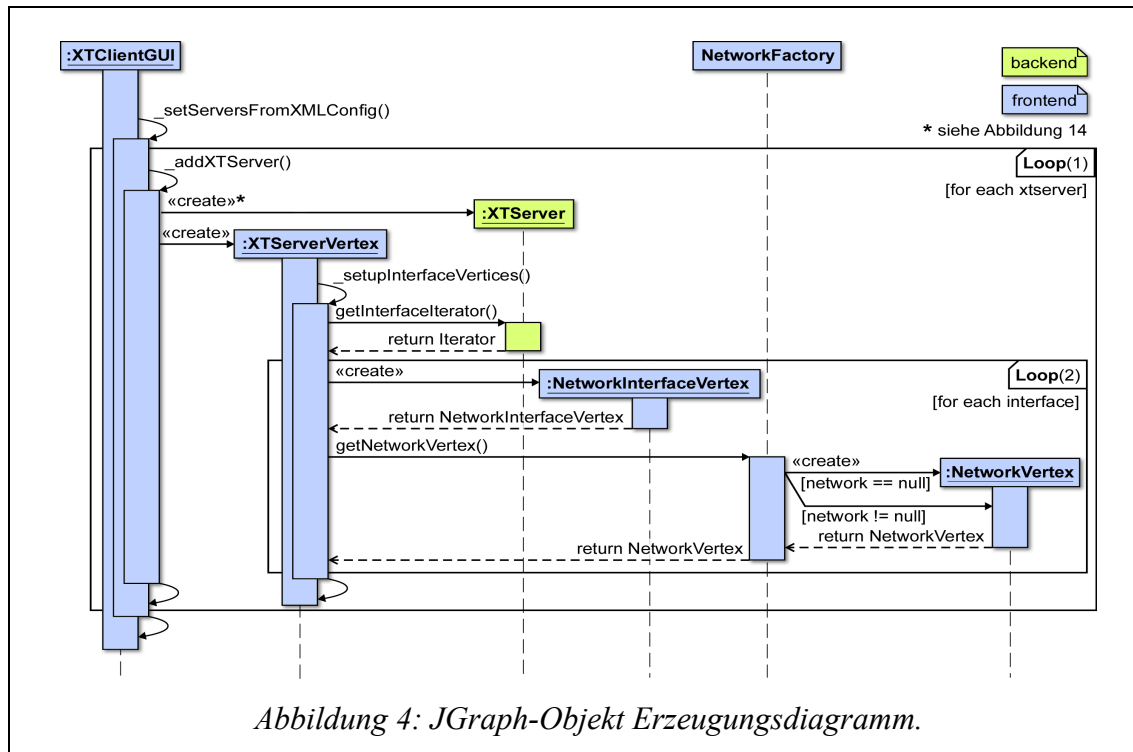 :XTClientGUI
NetworkFactory
backend
frontend
_setServersFromXMLConfig()
* siehe Abbildung 14
Loop(1)
[for each xtserver]
_addXTServer()
«create»*
:XTServer
«create»
:XTServerVertex
_setupInterfaceVertices()
getInterfaceIterator()
return Iterator
Loop(2)
[for each interface]
«create»
:NetworkInterfaceVertex
return NetworkInterfaceVertex
getNetworkVertex()
«create»
:NetworkVertex
[network == null]
[network != null]
return NetworkVertex
return NetworkVertex
Abbildung 4: JGraph-Objekt Erzeugungsdiagramm.